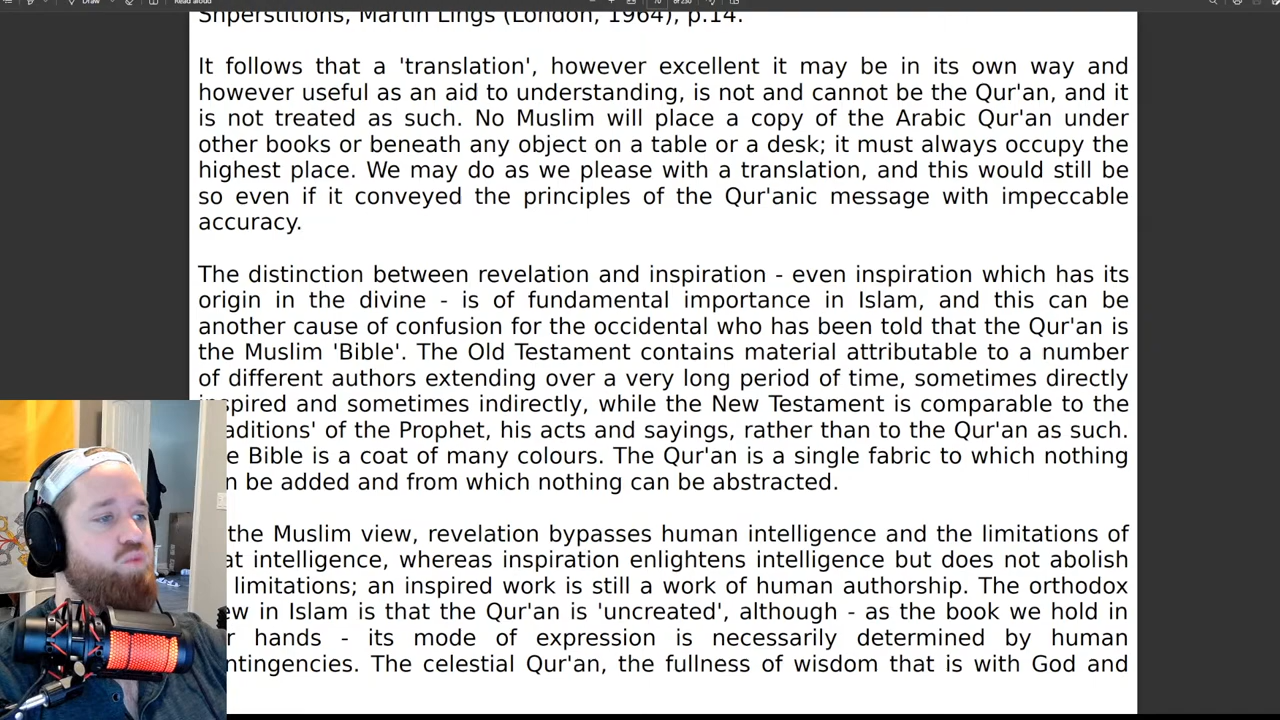 Draw
Read aloud
of 230
Shperstitions, Martin Lings (London, 1964), p.14.
It follows that a 'translation', however excellent it may be in its own way and
however useful as an aid to understanding, is not and cannot be the Qur'an, and it
is not treated as such. No Muslim will place a copy of the Arabic Qur'an under
other books or beneath any object on a table or a desk; it must always occupy the
highest place. We may do as we please with a translation, and this would still be
so even if it conveyed the principles of the Qur'anic message with impeccable
accuracy.
The distinction between revelation and inspiration - even inspiration which has its
origin in the divine - is of fundamental importance in Islam, and this can be
another cause of confusion for the occidental who has been told that the Qur'an is
the Muslim 'Bible'. The Old Testament contains material attributable to a number
of different authors extending over a very long period of time, sometimes directly
and sometimes indirectly, while the New Testament is comparable to the
aditions' of the Prophet, his acts and sayings, rather than to the Qur'an as such.
e Bible is a coat of many colours. The Qur'an is a single fabric to which nothing
n be added and from which nothing can be abstracted.
the Muslim view, revelation bypasses human intelligence and the limitations of
at intelligence, whereas inspiration enlightens intelligence but does not abolish
limitations; an inspired work is still a work of human authorship. The orthodox
ew in Islam is that the Qur'an is 'uncreated', although - as the book we hold in
r hands - its mode of expression is necessarily determined by human
ntingencies. The celestial Qur'an, the fullness of wisdom that is with God and